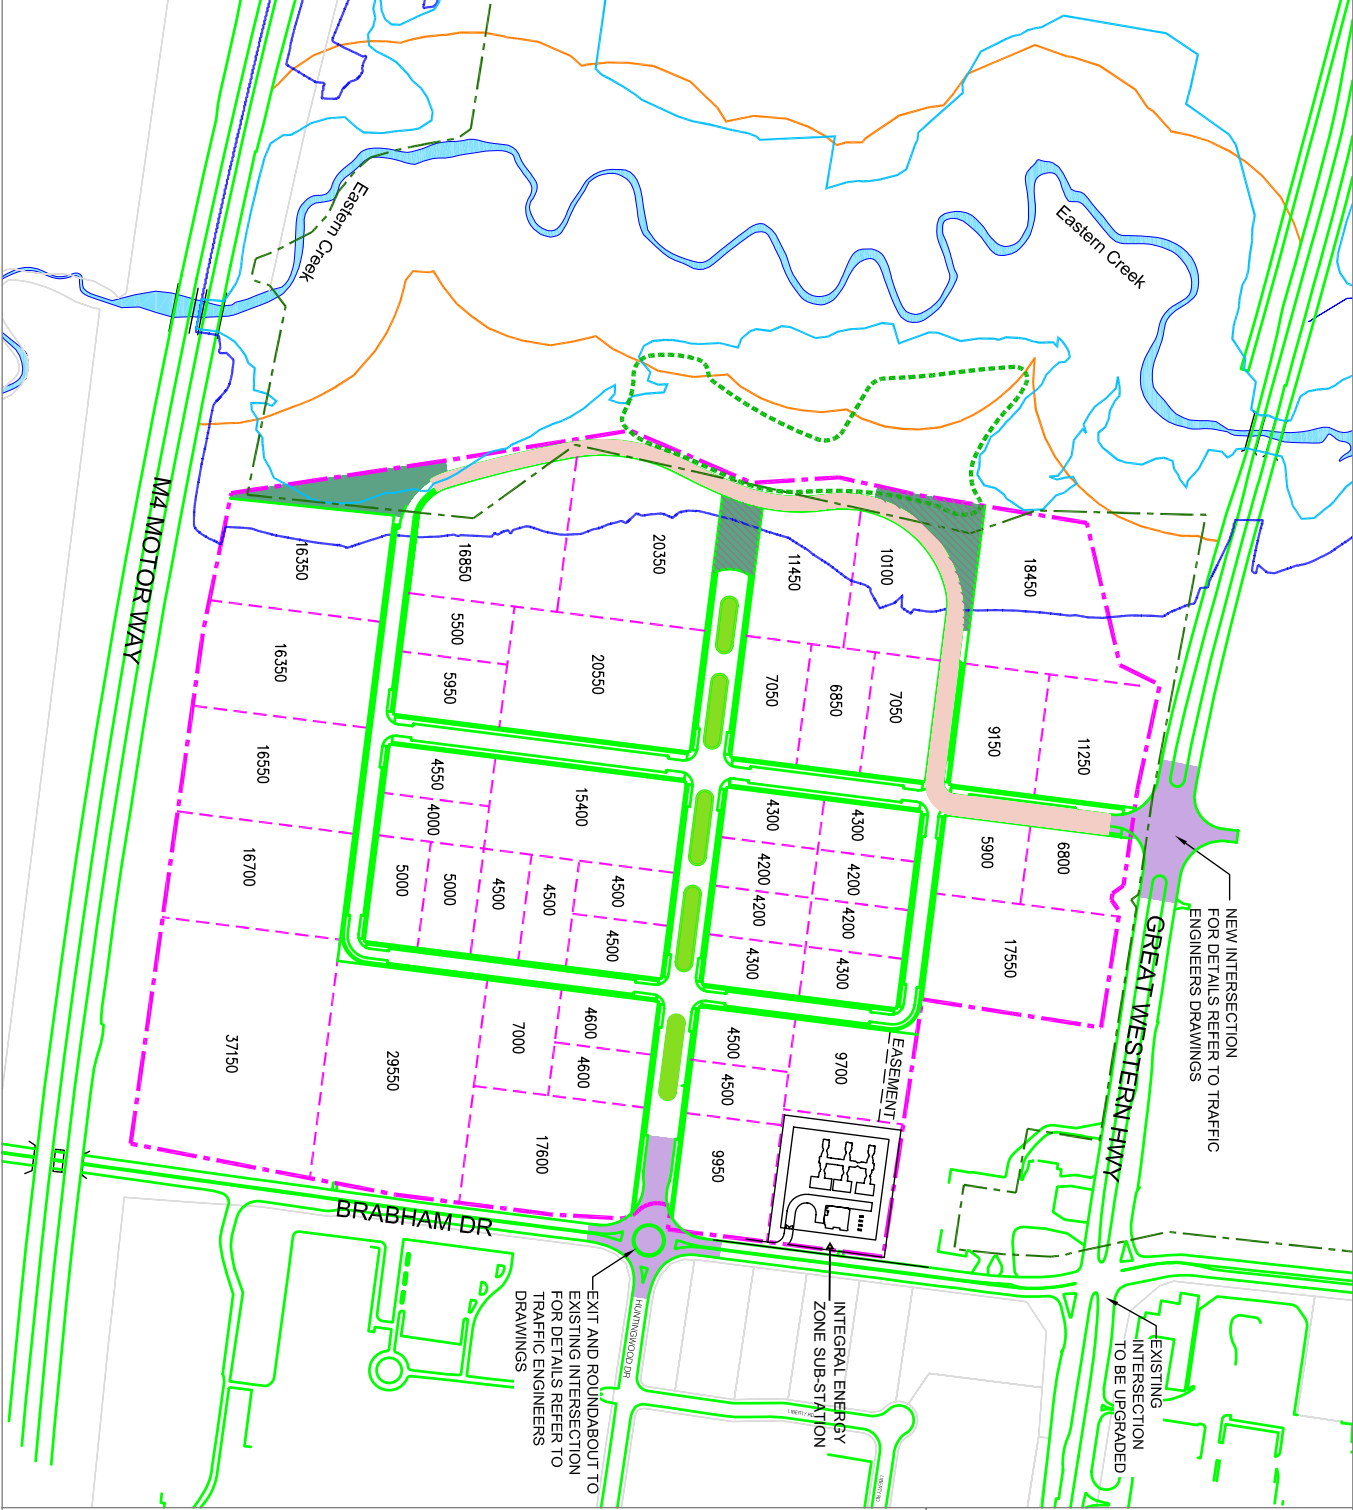 Eastern Creek
Eastern Creek
M4 MOTOR WAY
GREAT WESTERN HWY
BRABHAM DR
HUNTINGWOOD DR
NEW INTERSECTION
FOR DETAILS REFER TO TRAFFIC
ENGINEERS DRAWINGS
EXISTING
INTERSECTION
TO BE UPGRADED
INTEGRAL ENERGY
ZONE SUB-STATION
EXIT AND ROUNDABOUT TO
EXISTING INTERSECTION
FOR DETAILS REFER TO
TRAFFIC ENGINEERS
DRAWINGS
EASEMENT
18450
11250
9150
6800
5900
17550
10100
11450
7050
6850
7050
20350
16850
16350
5500
5950
20550
16350
16550
16700
37150
29550
4550
4000
15400
5000
5000
4500
4500
4500
4500
4300
4300
4200
4200
4200
4200
4300
4300
4600
4600
7000
17600
4500
4500
9700
9950